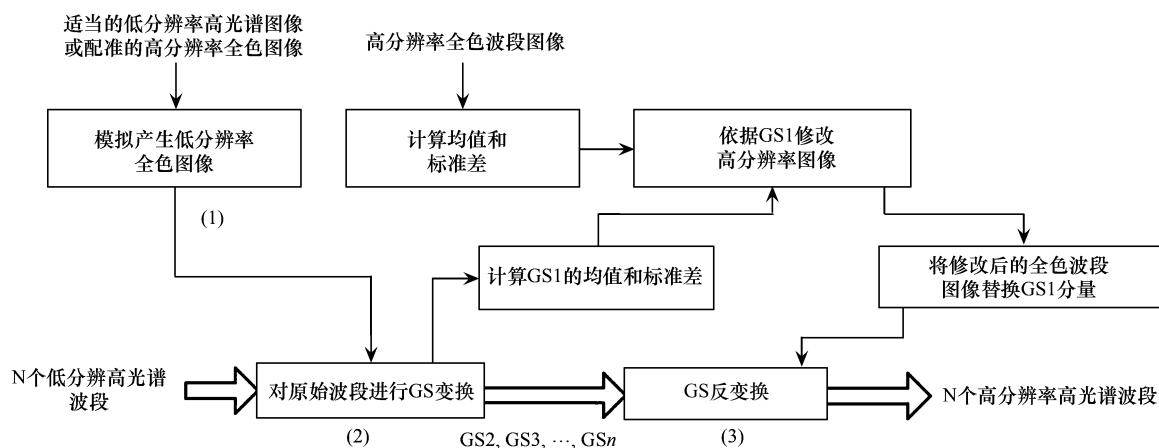 适当的低分辨率高光谱图像
或配准的高分辨率全色图像
高分辨率全色波段图像
模拟产生低分辨率
全色图像
计算均值和
标准差
依据GS1修改
高分辨率图像
(1)
计算GS1的均值和标准差
将修改后的全色波段
图像替换GS1分量
N个低分辨高光谱
波段
对原始波段进行GS变换
GS反变换
N个高分辨率高光谱波段
(2)
GS2, GS3, ⋯, GSn
(3)